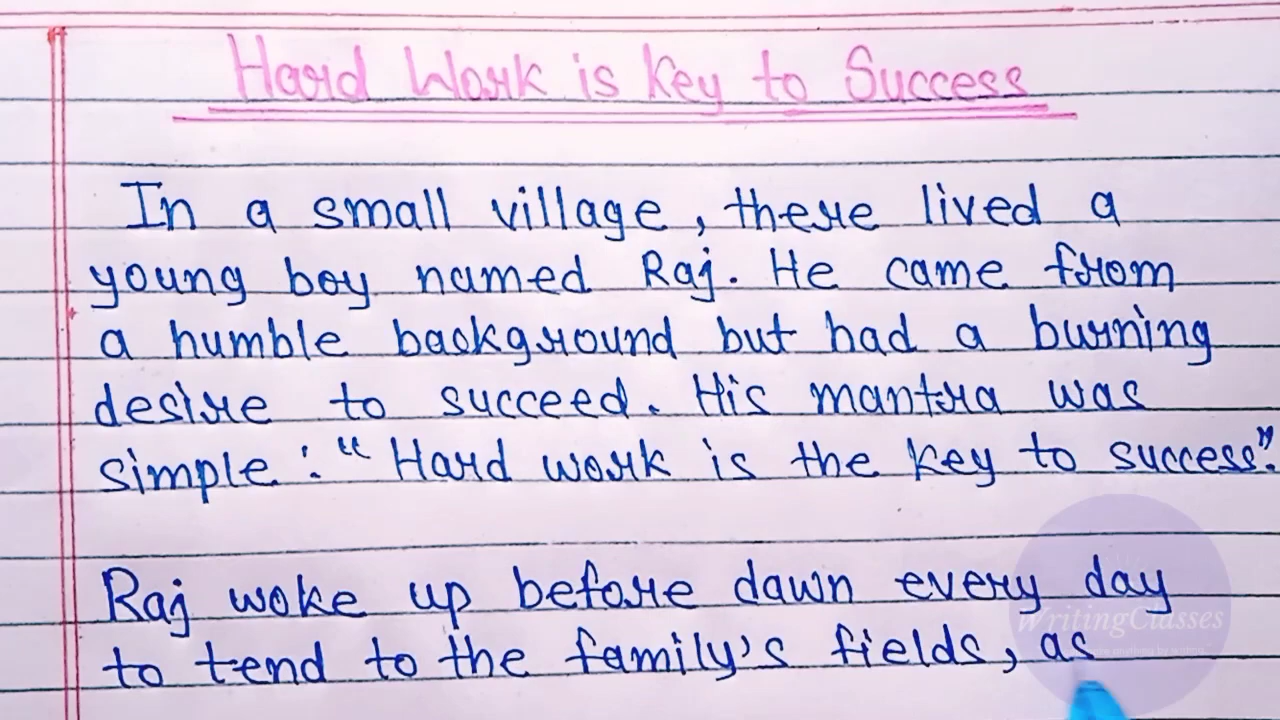 Hard Work is Key to Success
In a small village, there lived a
young boy named Raj. He came from
a humble background but had a burning
desire to succeed. His mantra was
simple : "Hard work is the key to success".
Raj woke up before dawn every day
to tend to the family's fields, as
WritingClasses